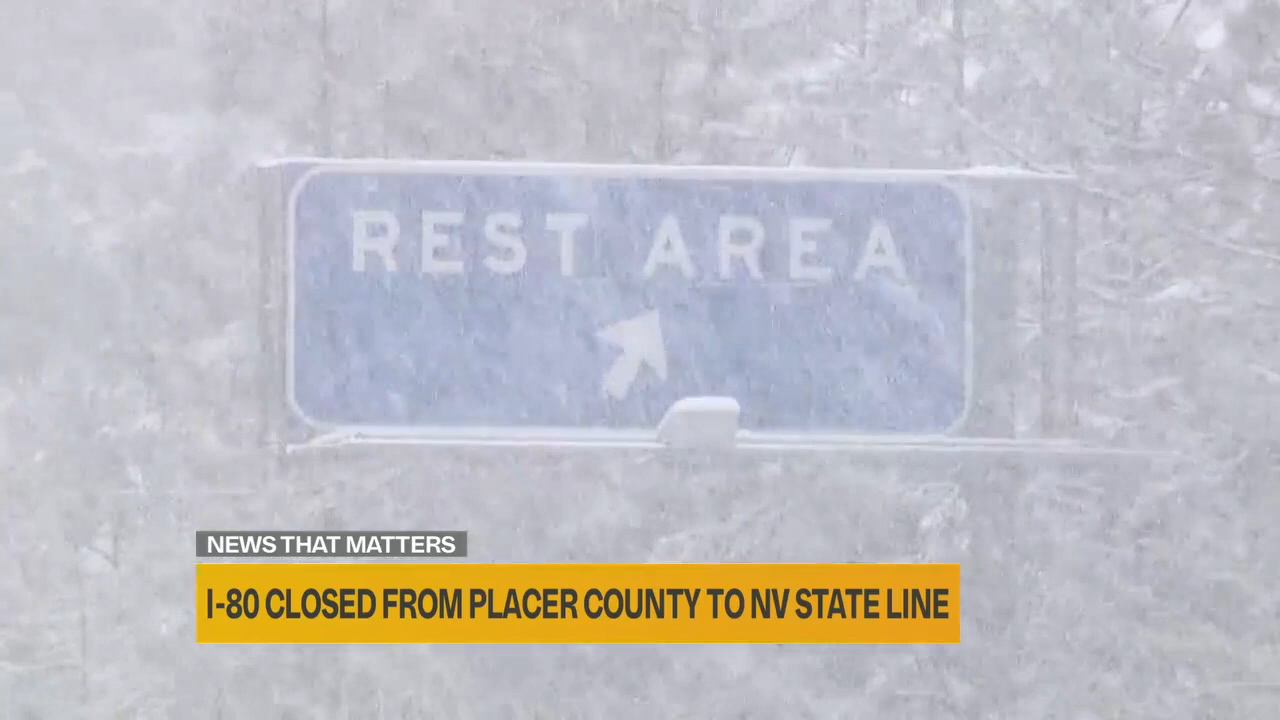 REST AREA
NEWS THAT MATTERS
I-80 CLOSED FROM PLACER COUNTY TO NV STATE LINE